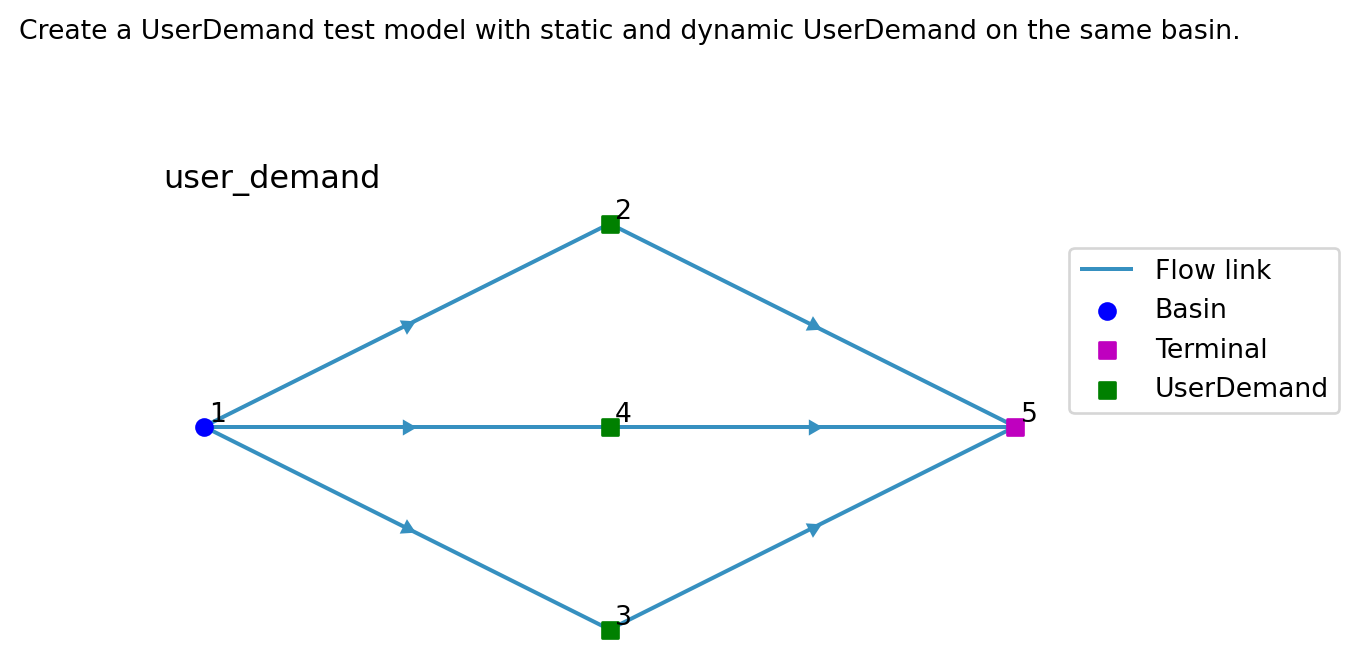 Create a UserDemand test model with static and dynamic UserDemand on the same basin.
user_demand
2
Flow link
Basin
Terminal
UserDemand
1
4
5
3